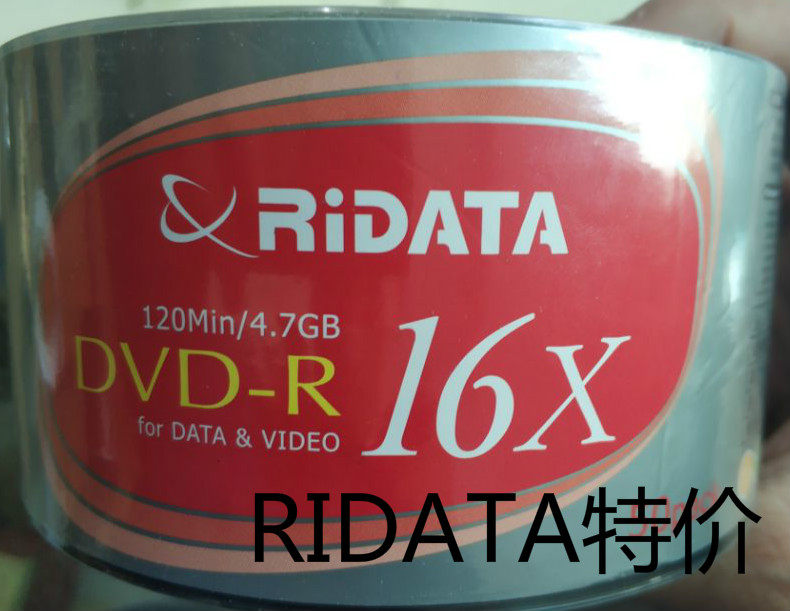 RiDATA
120Min/4.7GB
DVD-R
for DATA & VIDEO
16X
RIDATA特价